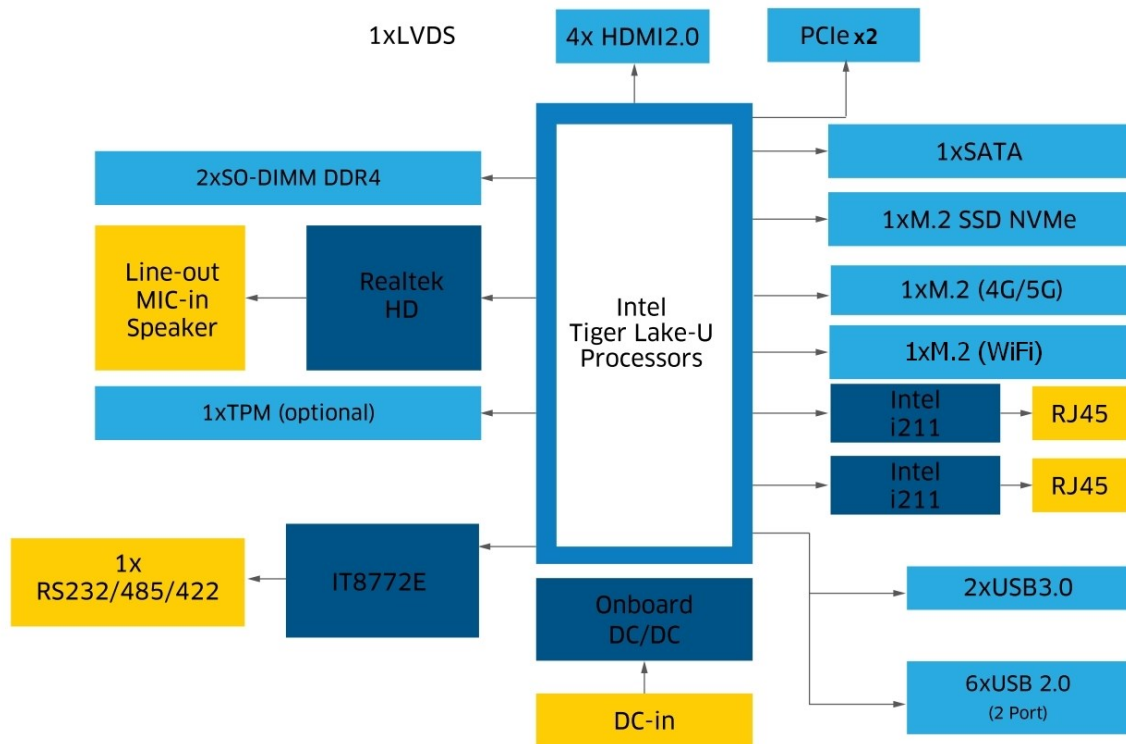 1xLVDS
4x HDMI2.0
PCIe x2
2xSO-DIMM DDR4
1xSATA
1xM.2 SSD NVMe
Line-out
MIC-in
Speaker
Realtek
HD
Intel
Tiger Lake-U
Processors
1xM.2 (4G/5G)
1xM.2 (WiFi)
1xTPM (optional)
Intel
i211
RJ45
Intel
i211
RJ45
1x
RS232/485/422
IT8772E
Onboard
DC/DC
DC-in
2xUSB3.0
6xUSB 2.0
(2 Port)